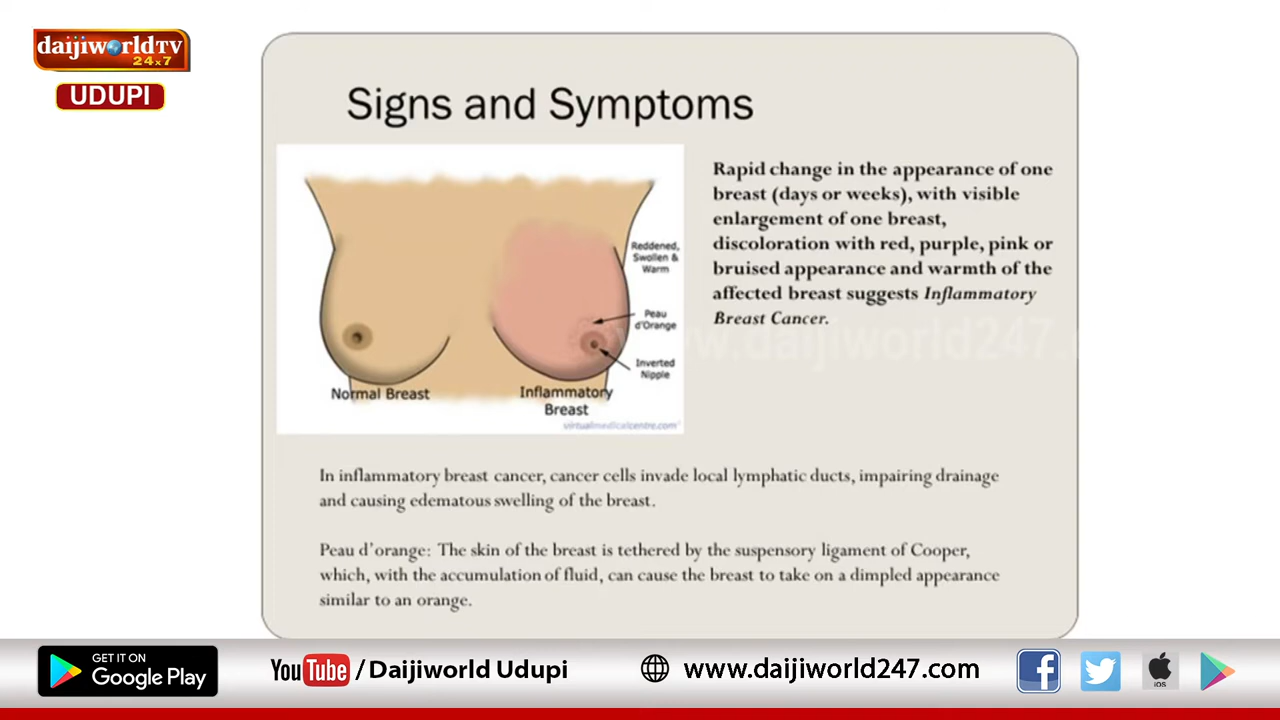 daijiworldTV
24x7
UDUPI
Signs and Symptoms
Rapid change in the appearance of one
breast (days or weeks), with visible
enlargement of one breast,
discoloration with red, purple, pink or
bruised appearance and warmth of the
affected breast suggests Inflammatory
Breast Cancer.
Reddened,
Swollen &
Warm
Peau
d'Orange
Inverted
Nipple
Normal Breast
Inflammatory
Breast
virtualmedicalcentre.com
www.daijiworld247.
In inflammatory breast cancer, cancer cells invade local lymphatic ducts, impairing drainage
and causing edematous swelling of the breast.
Peau d'orange: The skin of the breast is tethered by the suspensory ligament of Cooper,
which, with the accumulation of fluid, can cause the breast to take on a dimpled appearance
similar to an orange.
GET IT ON
Google Play
YouTube / Daijiworld Udupi
www.daijiworld247.com
iOS